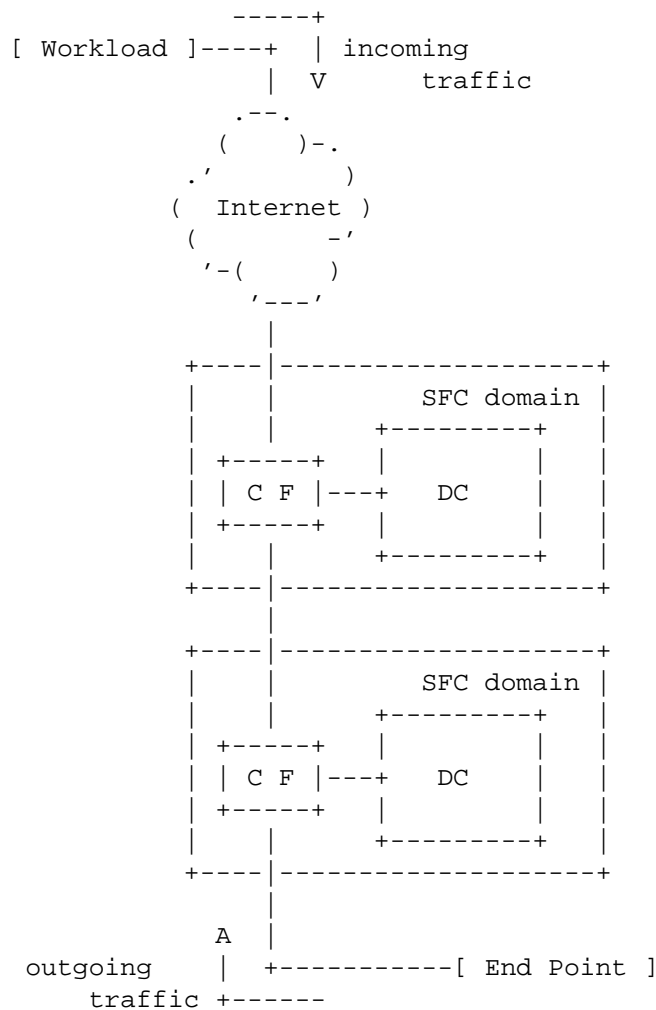 [ Workload ] incoming
V traffic
Internet
SFC domain
C F DC
SFC domain
C F DC
A
outgoing [ End Point ]
traffic